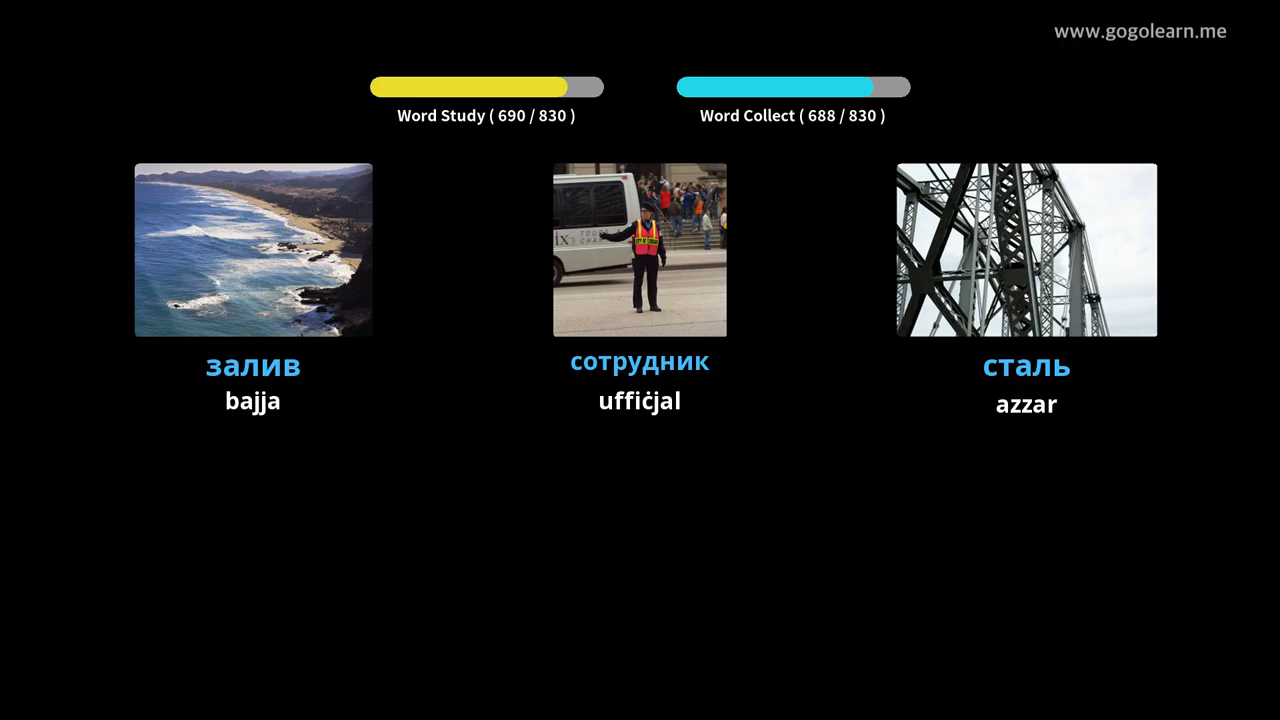 www.gogolearn.me
Word Study ( 690 / 830 )
Word Collect ( 688 / 830 )
залив
bajja
сотрудник
uffiċjal
сталь
azzar